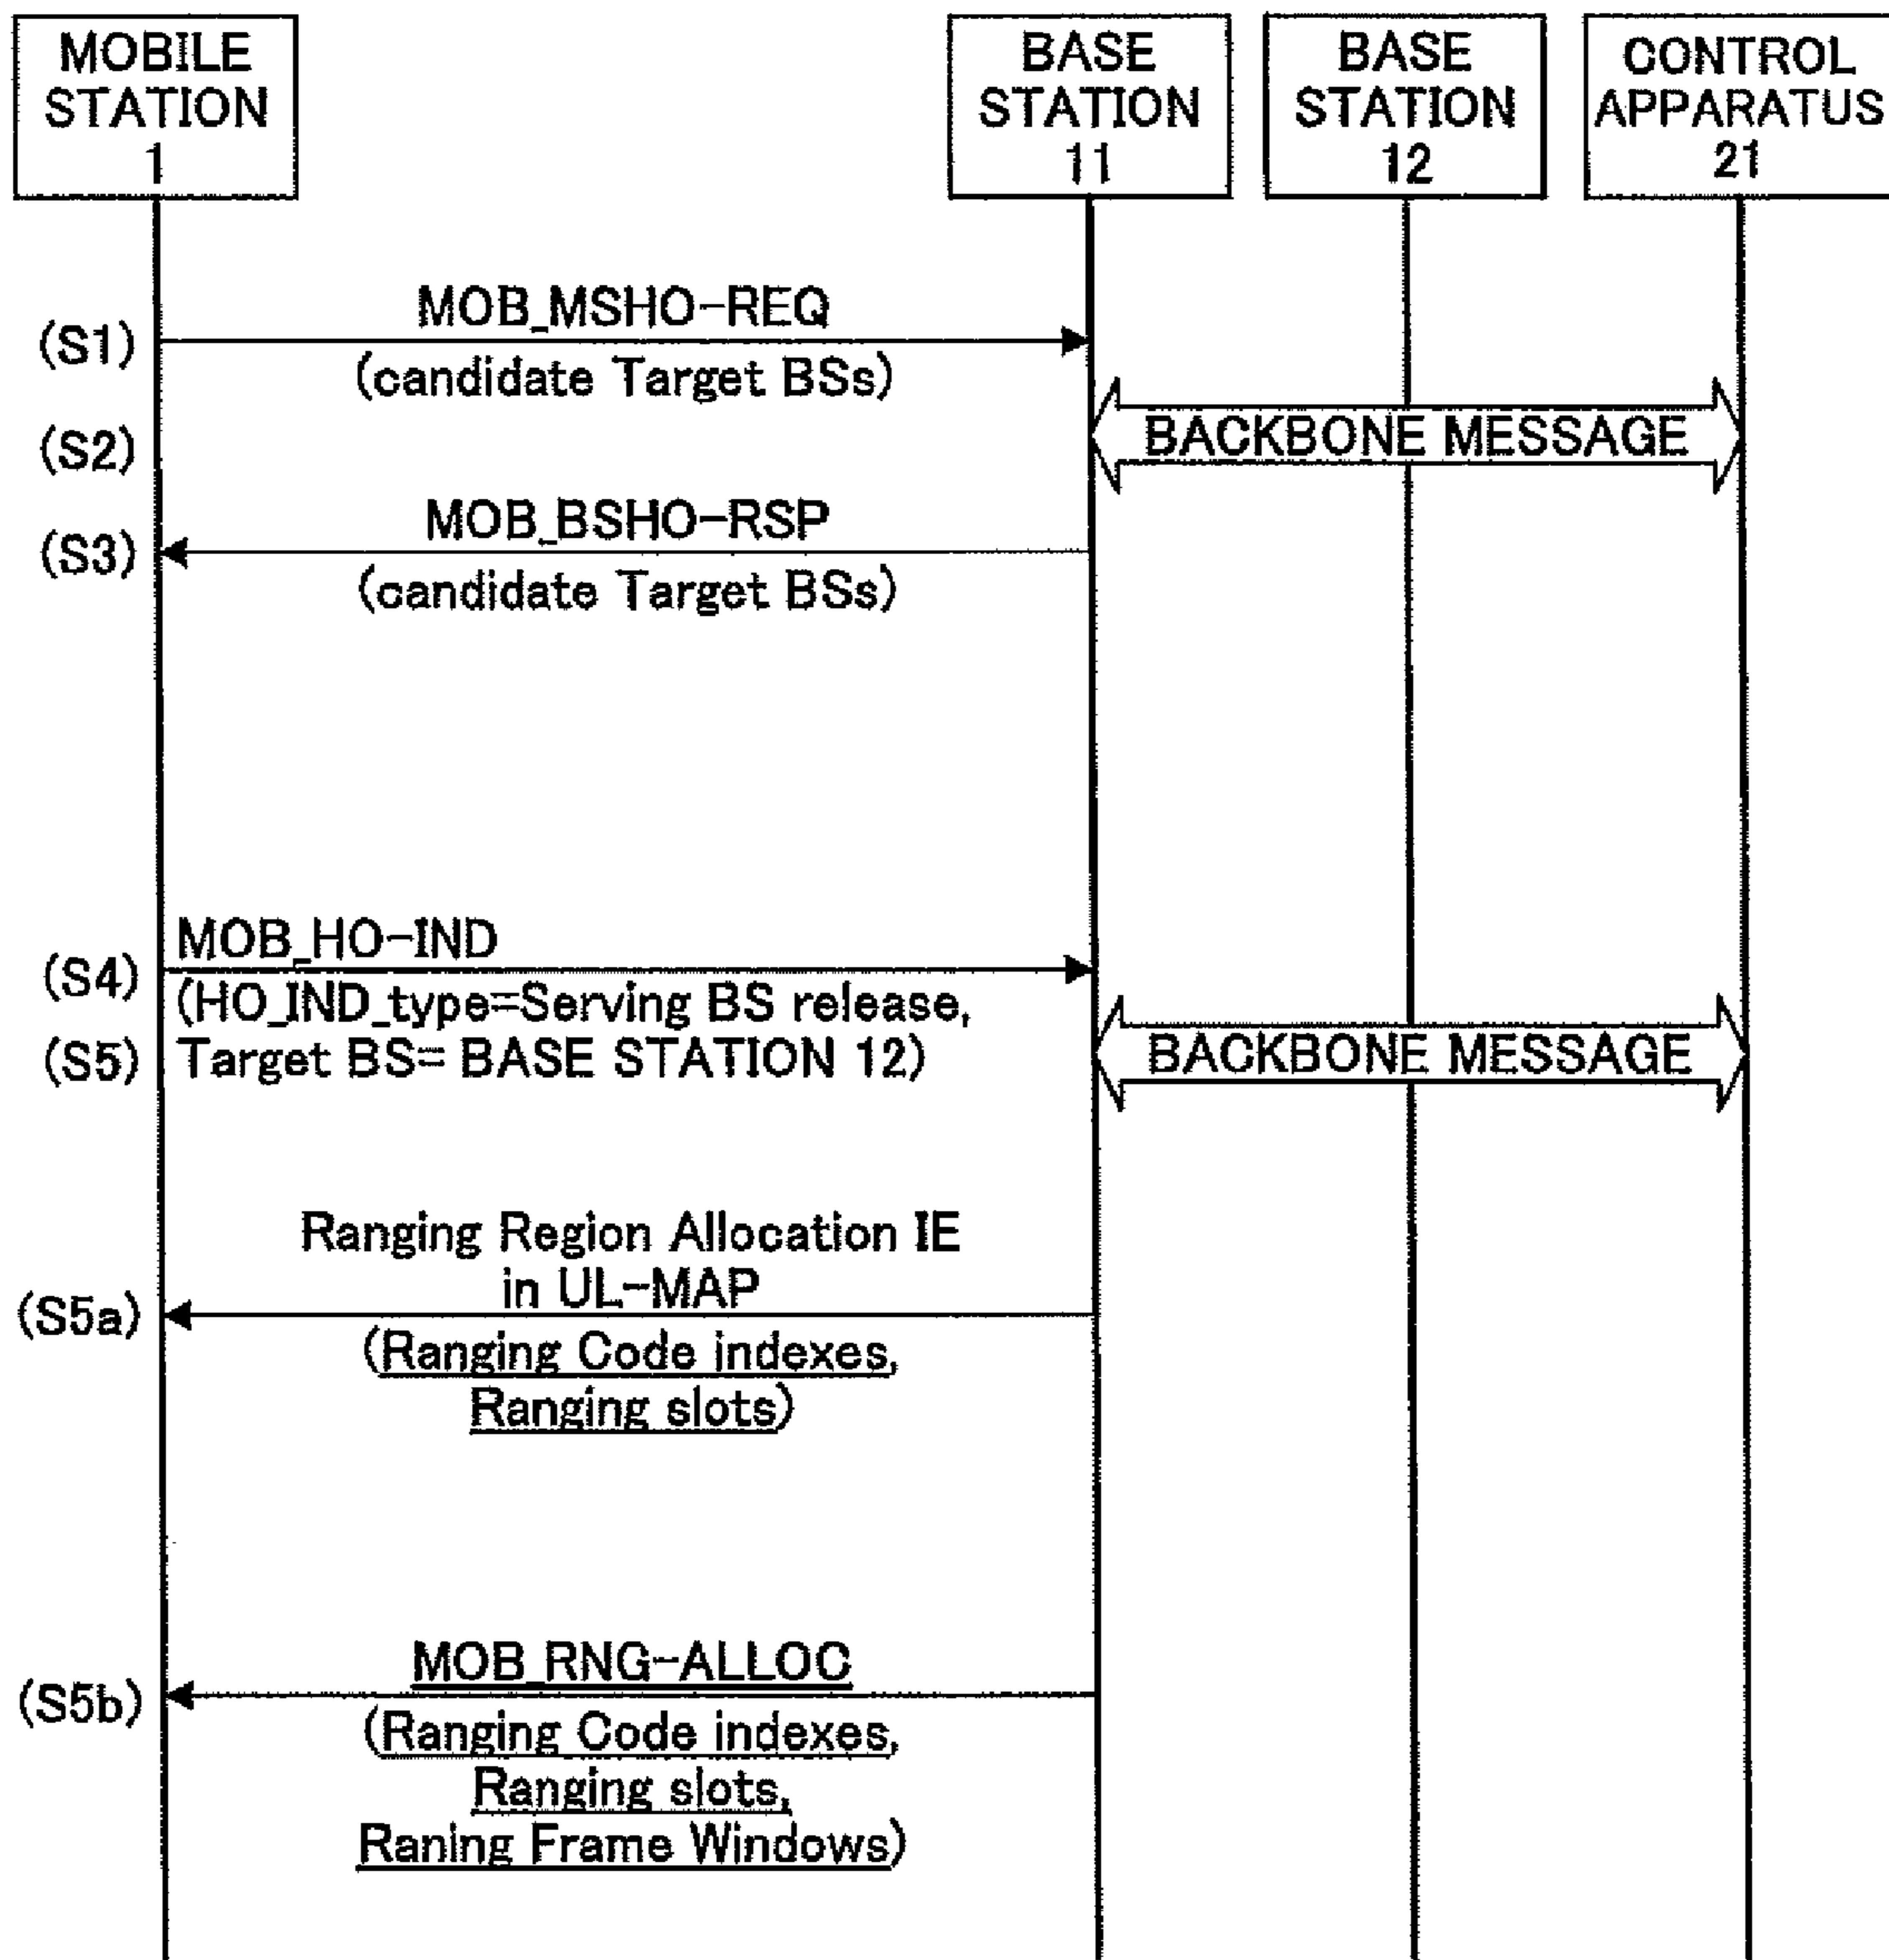 MOBILE
STATION
1
BASE
STATION
11
BASE
STATION
12
CONTROL
APPARATUS
21
(S1)
MOB_MSHO-REQ
(candidate Target BSs)
(S2)
BACKBONE MESSAGE
(S3)
MOB_BSHO-RSP
(candidate Target BSs)
(S4)
MOB_HO-IND
(HO_IND_type=Serving BS release,
(S5)
Target BS= BASE STATION 12)
BACKBONE MESSAGE
Ranging Region Allocation IE
in UL-MAP
(S5a)
(Ranging Code indexes,
Ranging slots)
MOB_RNG-ALLOC
(S5b)
(Ranging Code indexes,
Ranging slots,
Raning Frame Windows)